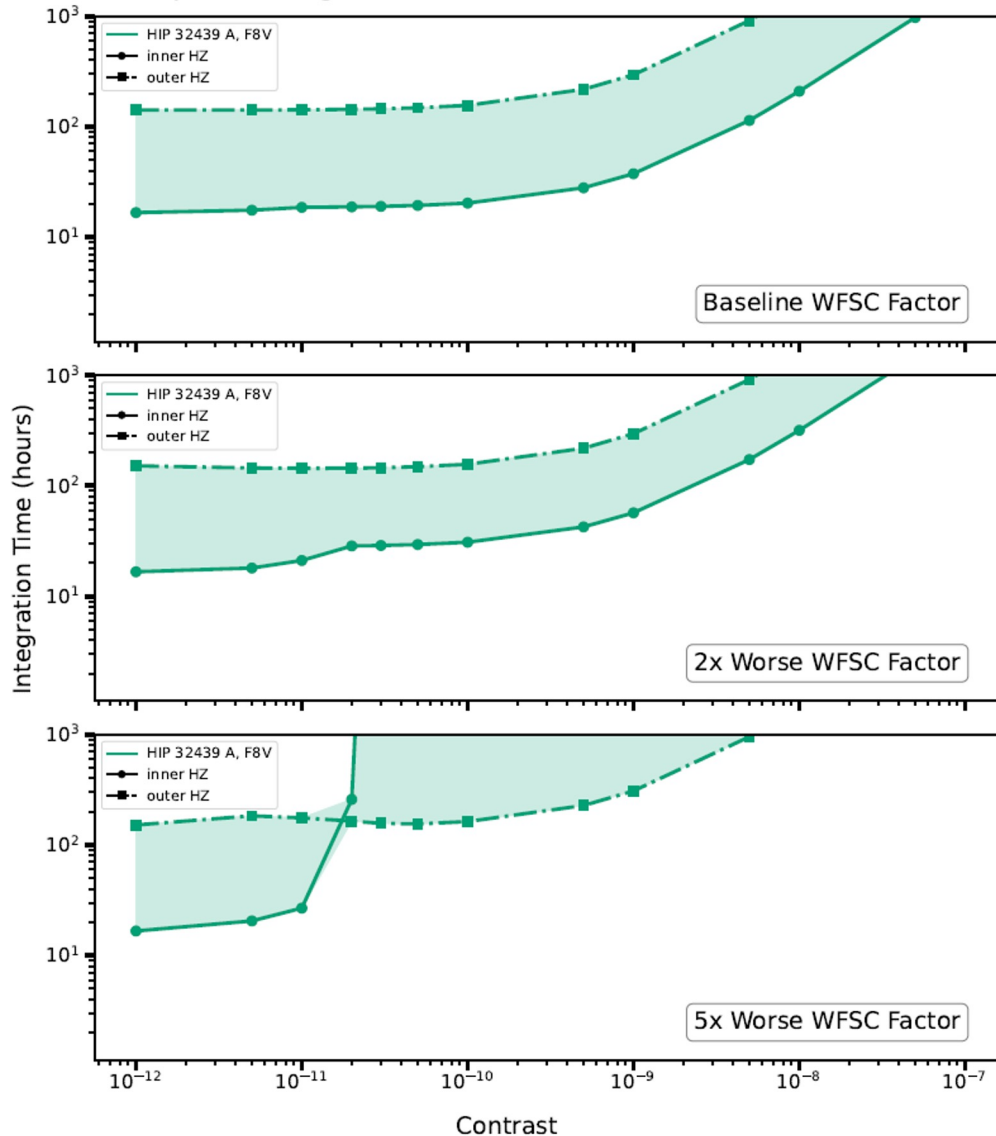 10³
HIP 32439 A, F8V
inner HZ
outer HZ
10²
10¹
Baseline WFSC Factor
10³
HIP 32439 A, F8V
inner HZ
outer HZ
10²
10¹
2x Worse WFSC Factor
Integration Time (hours)
10³
HIP 32439 A, F8V
inner HZ
outer HZ
10²
10¹
5x Worse WFSC Factor
10⁻¹² 10⁻¹¹ 10⁻¹⁰ 10⁻⁹ 10⁻⁸ 10⁻⁷
Contrast